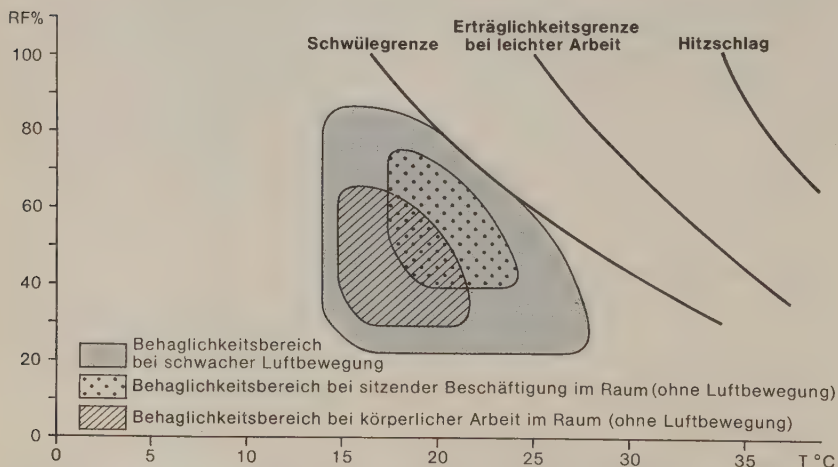 RF%
100
80
60
40
20
0
Schwülegrenze
Erträglichkeitsgrenze
bei leichter Arbeit
Hitzschlag
Behaglichkeitsbereich
bei schwacher Luftbewegung
Behaglichkeitsbereich bei sitzender Beschäftigung im Raum (ohne Luftbewegung)
Behaglichkeitsbereich bei körperlicher Arbeit im Raum (ohne Luftbewegung)
0 5 10 15 20 25 30 35 T °C